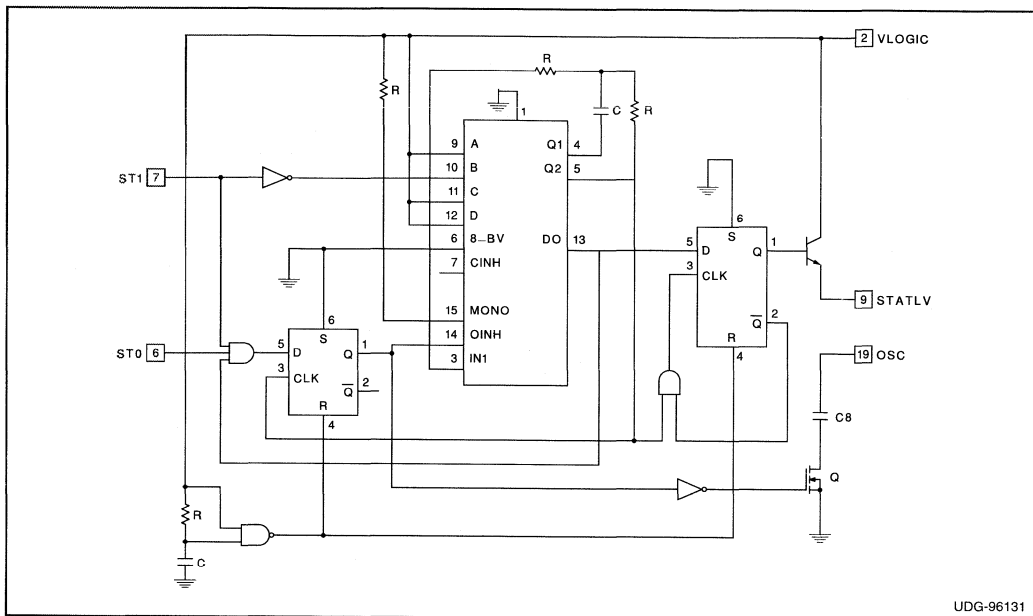 2 VLOGIC
R
R
C
R
1
9 A
Q1 4
10 B
Q2 5
11 C
12 D
6 8–BV
DO 13
7 CINH
15 MONO
14 OINH
3 IN1
ST1 7
ST0 6
6
S
5 D
Q 1
3 CLK
Q̅ 2
R
4
6
S
5 D
Q 1
3 CLK
Q̅ 2
R
4
9 STATLV
19 OSC
C8
Q
R
C
UDG-96131